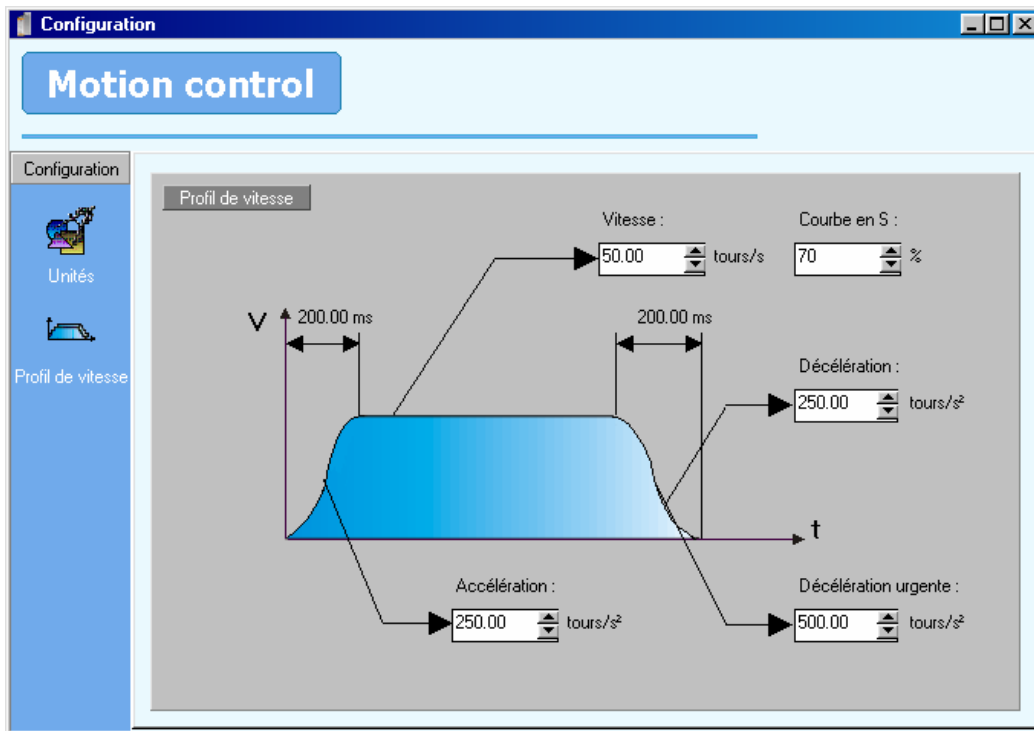 Configuration
Motion control
Configuration
Unités
Profil de vitesse
Profil de vitesse
Vitesse :
50.00 tours/s
Courbe en S :
70 %
V
200.00 ms
200.00 ms
Décélération :
250.00 tours/s²
t
Accélération :
250.00 tours/s²
Décélération urgente :
500.00 tours/s²